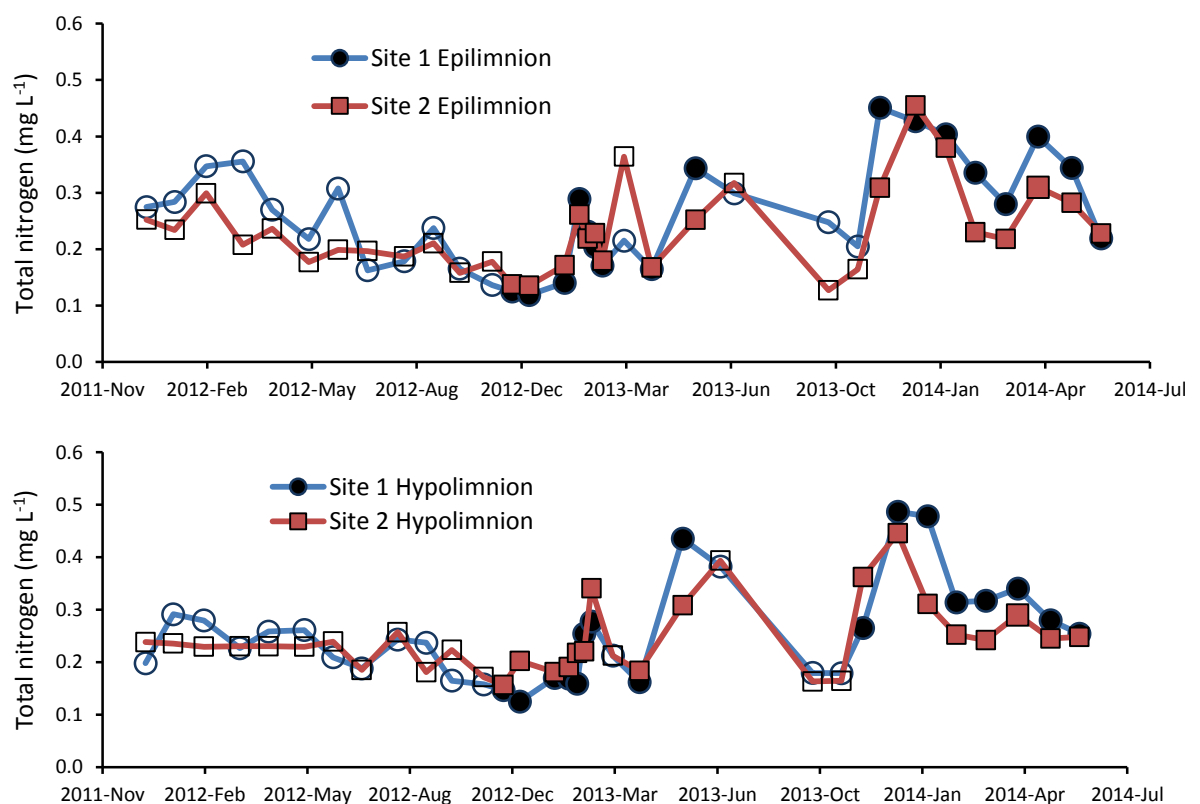 0.6
0.5
0.4
0.3
0.2
0.1
0.0
Total nitrogen (mg L⁻¹)
Site 1 Epilimnion
Site 2 Epilimnion
2011-Nov 2012-Feb 2012-May 2012-Aug 2012-Dec 2013-Mar 2013-Jun 2013-Oct 2014-Jan 2014-Apr 2014-Jul
0.6
0.5
0.4
0.3
0.2
0.1
0.0
Total nitrogen (mg L⁻¹)
Site 1 Hypolimnion
Site 2 Hypolimnion
2011-Nov 2012-Feb 2012-May 2012-Aug 2012-Dec 2013-Mar 2013-Jun 2013-Oct 2014-Jan 2014-Apr 2014-Jul